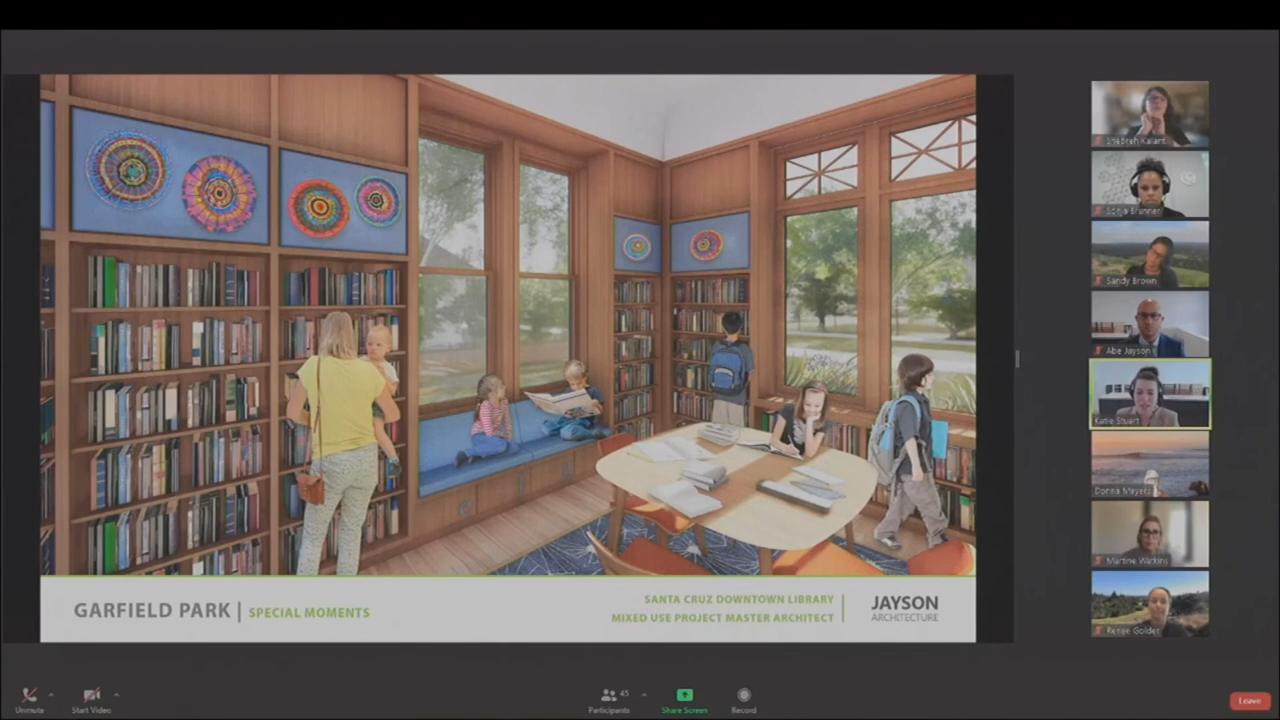 Shebreh Kalant
Sonja Brunner
Sandy Brown
Abe Jayson
Katie Stuart
Donna Meyers
Martine Watkins
Renee Golder
GARFIELD PARK | SPECIAL MOMENTS
SANTA CRUZ DOWNTOWN LIBRARY
MIXED USE PROJECT MASTER ARCHITECT
JAYSON
ARCHITECTURE
Unmute
Start Video
45
Participants
Share Screen
Record
Leave